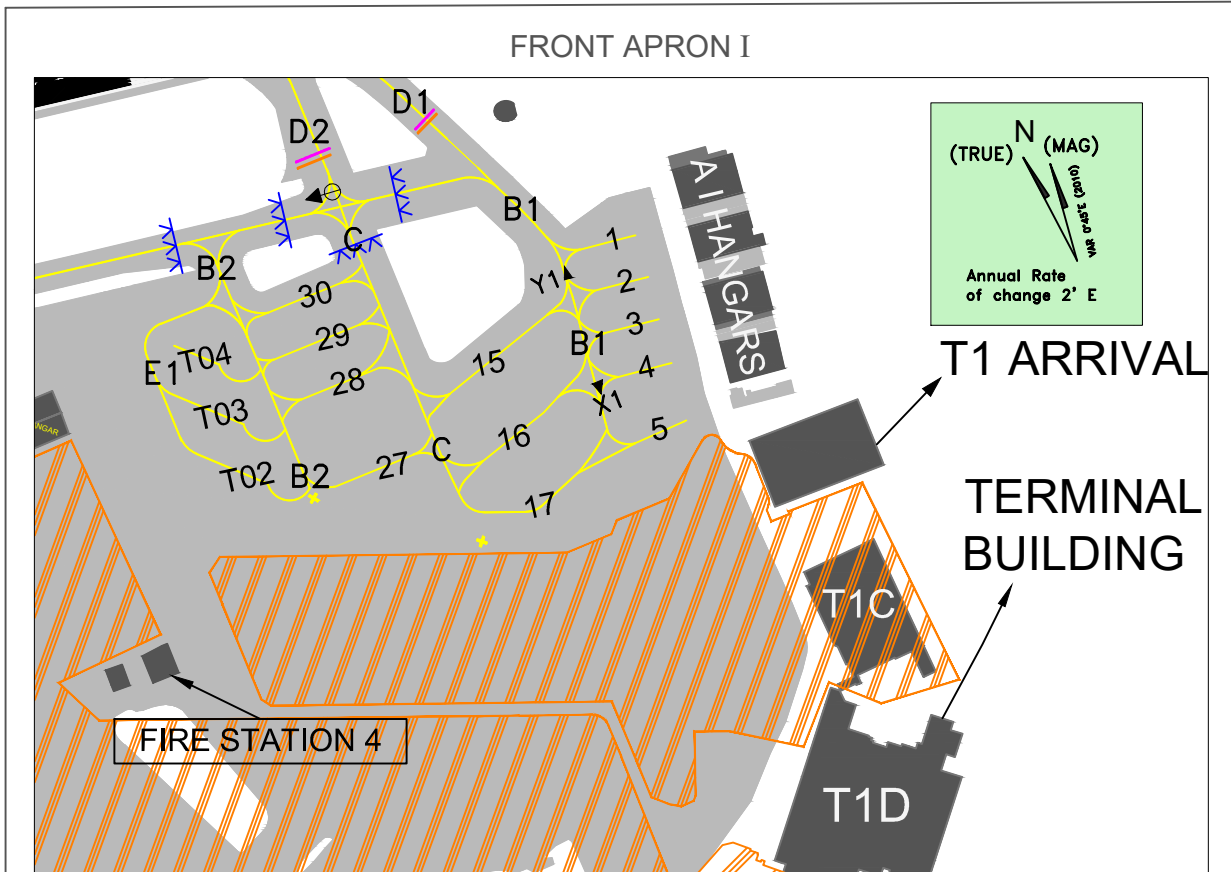 FRONT APRON I
D1
D2
N
(TRUE)
(MAG)
VAR 0°45'E (2010)
Annual Rate
of change 2' E
A I HANGARS
B1
1
C
Y1
2
B2
30
3
B1
29
T04
15
4
E1
28
X1
T1 ARRIVAL
T03
16
5
C
27
T02
B2
17
TERMINAL
BUILDING
T1C
FIRE STATION 4
T1D